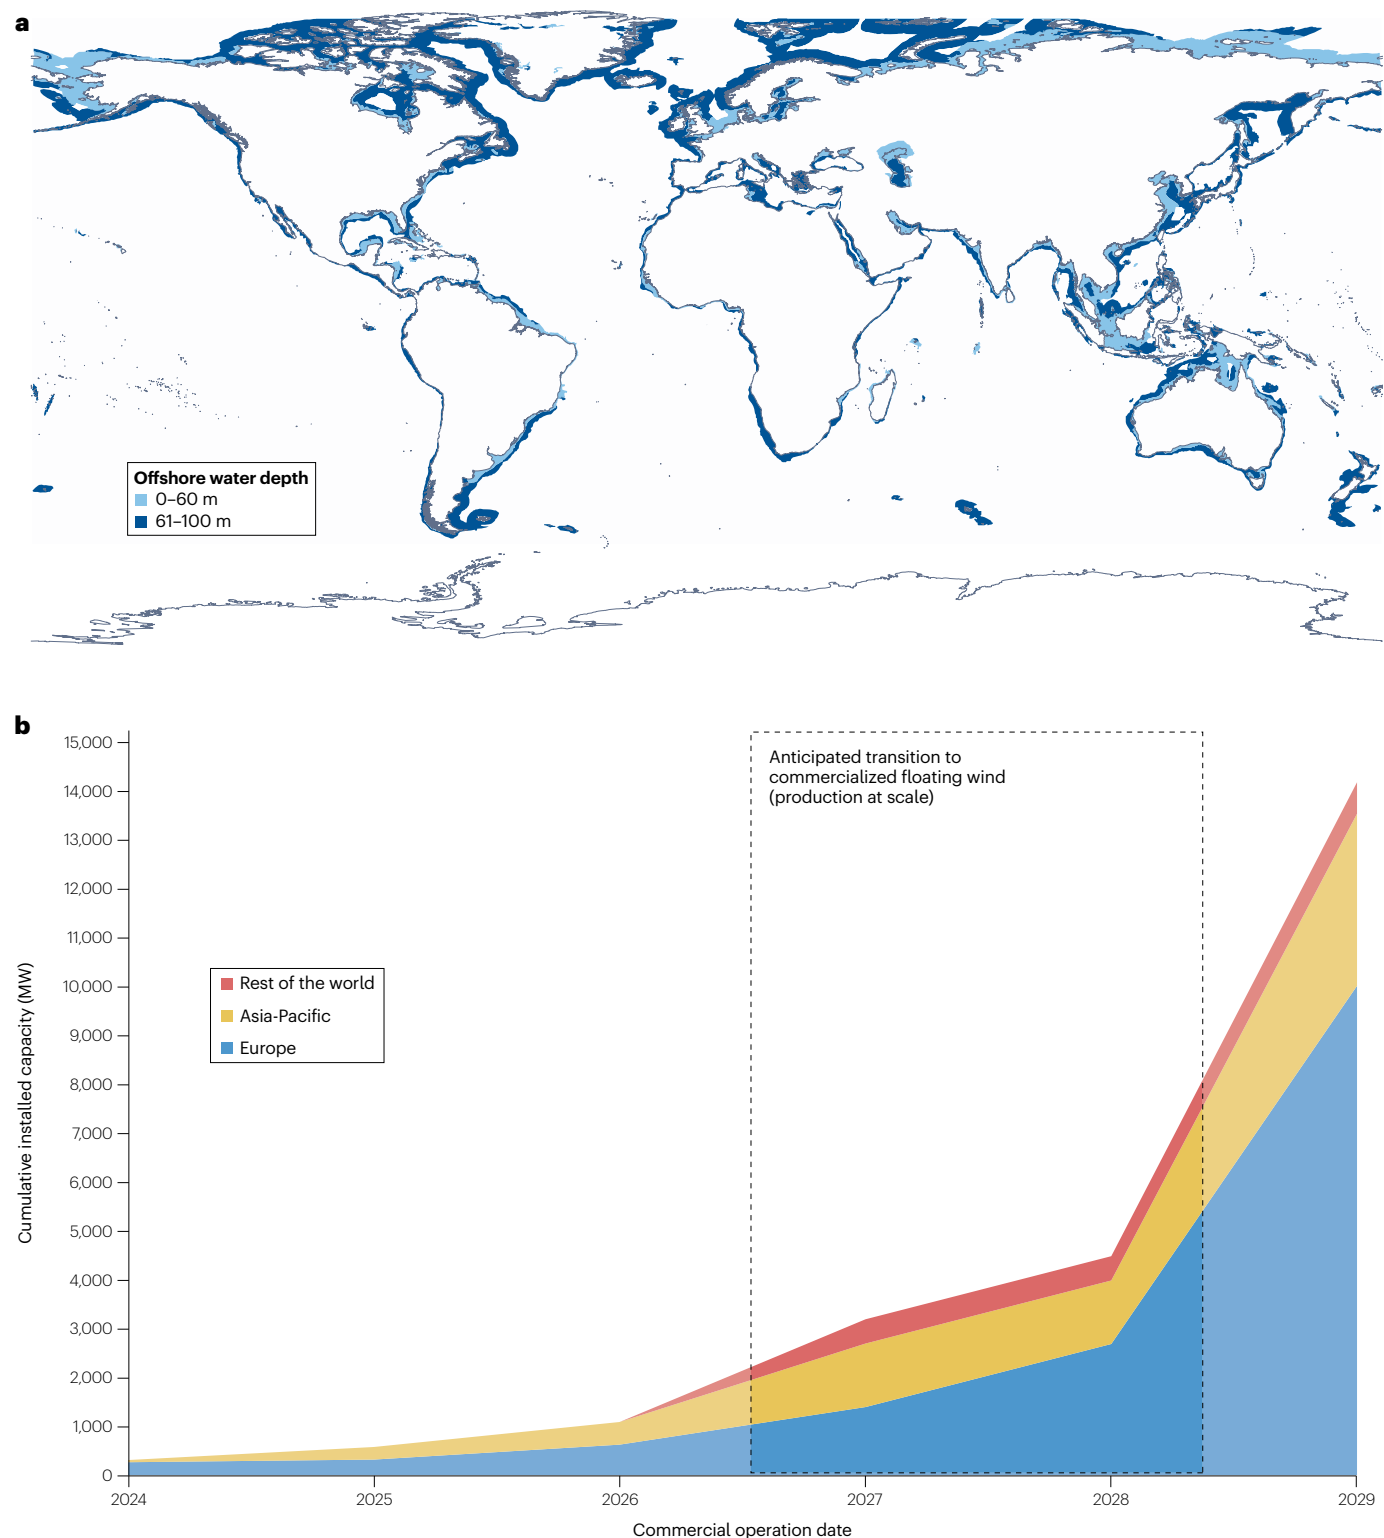 a
Offshore water depth
0–60 m
61–100 m
b
15,000
14,000
13,000
12,000
11,000
10,000
9,000
8,000
7,000
6,000
5,000
4,000
3,000
2,000
1,000
0
Cumulative installed capacity (MW)
Anticipated transition to
commercialized floating wind
(production at scale)
Rest of the world
Asia-Pacific
Europe
2024
2025
2026
2027
2028
2029
Commercial operation date